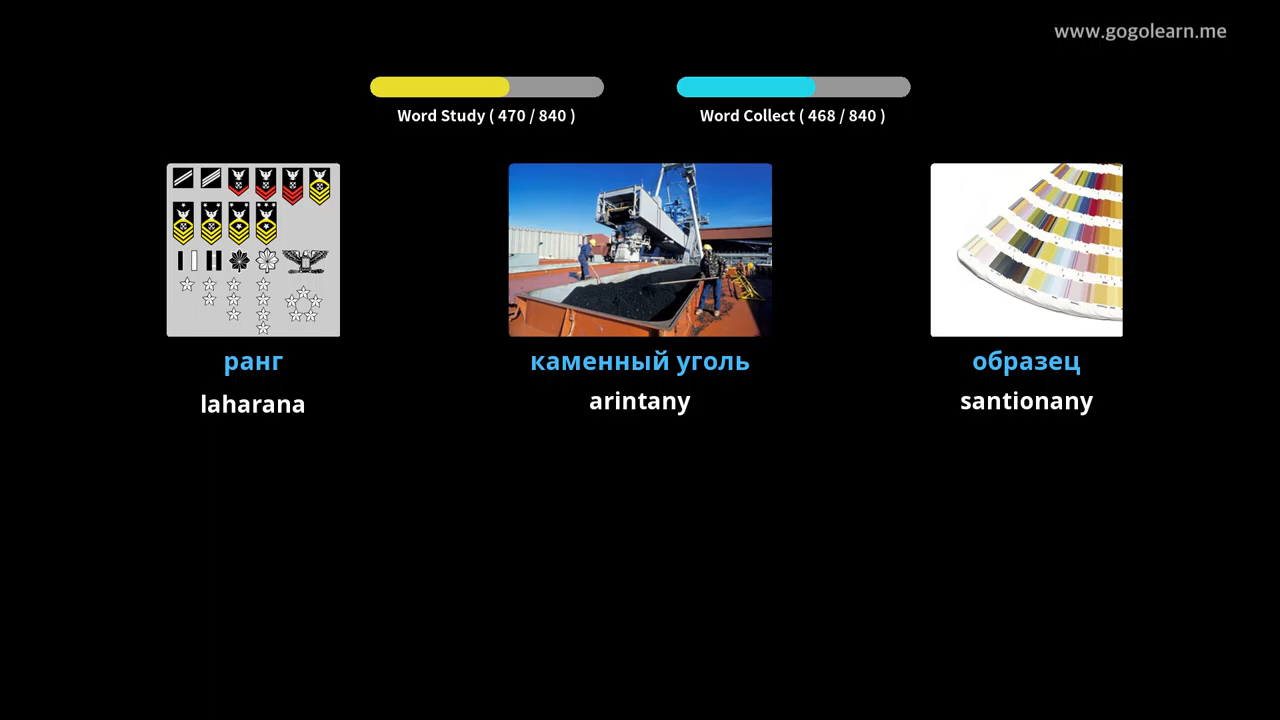 www.gogolearn.me
Word Study ( 470 / 840 )
Word Collect ( 468 / 840 )
ранг
каменный уголь
образец
laharana
arintany
santionany